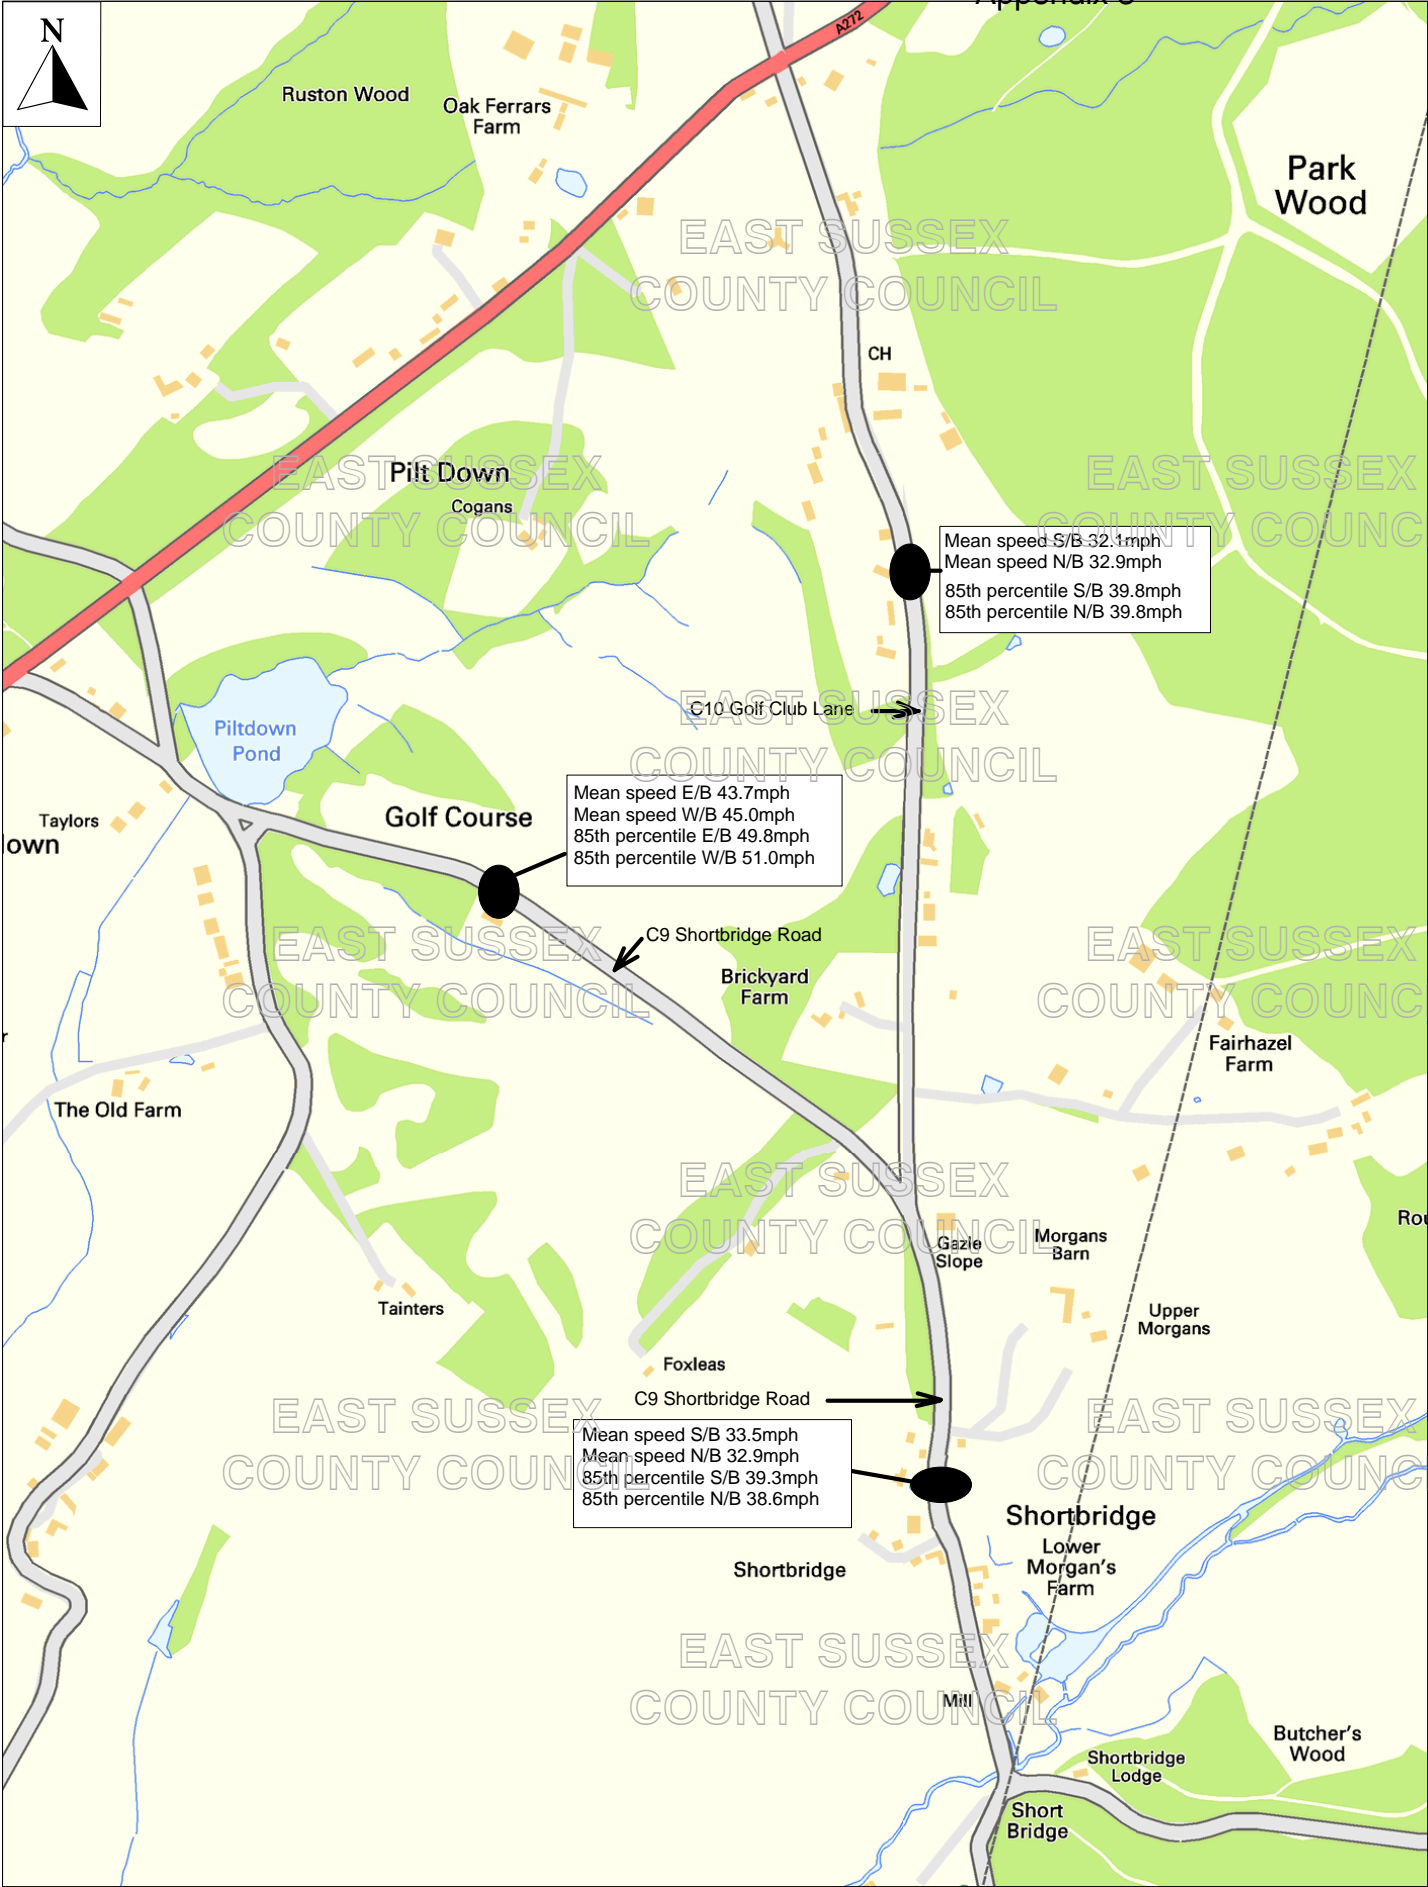 N
A272
Ruston Wood
Oak Ferrars
Farm
Park
Wood
EAST SUSSEX
COUNTY COUNCIL
CH
Pilt Down
Cogans
EAST SUSSEX
COUNTY COUNCIL
EAST SUSSEX
COUNTY COUNC
Mean speed S/B 32.1mph
Mean speed N/B 32.9mph
85th percentile S/B 39.8mph
85th percentile N/B 39.8mph
C10 Golf Club Lane
EAST SUSSEX
COUNTY COUNCIL
Piltdown
Pond
Mean speed E/B 43.7mph
Mean speed W/B 45.0mph
85th percentile E/B 49.8mph
85th percentile W/B 51.0mph
Golf Course
Taylors
own
C9 Shortbridge Road
EAST SUSSEX
COUNTY COUNCIL
EAST SUSSEX
COUNTY COUNC
Brickyard
Farm
Fairhazel
Farm
The Old Farm
EAST SUSSEX
COUNTY COUNCIL
Gazle
Slope
Morgans
Barn
Rou
Tainters
Upper
Morgans
Foxleas
C9 Shortbridge Road
EAST SUSSEX
COUNTY COUNCIL
EAST SUSSEX
COUNTY COUNC
Mean speed S/B 33.5mph
Mean speed N/B 32.9mph
85th percentile S/B 39.3mph
85th percentile N/B 38.6mph
Shortbridge
Lower
Morgan's
Farm
Shortbridge
EAST SUSSEX
COUNTY COUNCIL
Mill
Butcher's
Wood
Shortbridge
Lodge
Short
Bridge